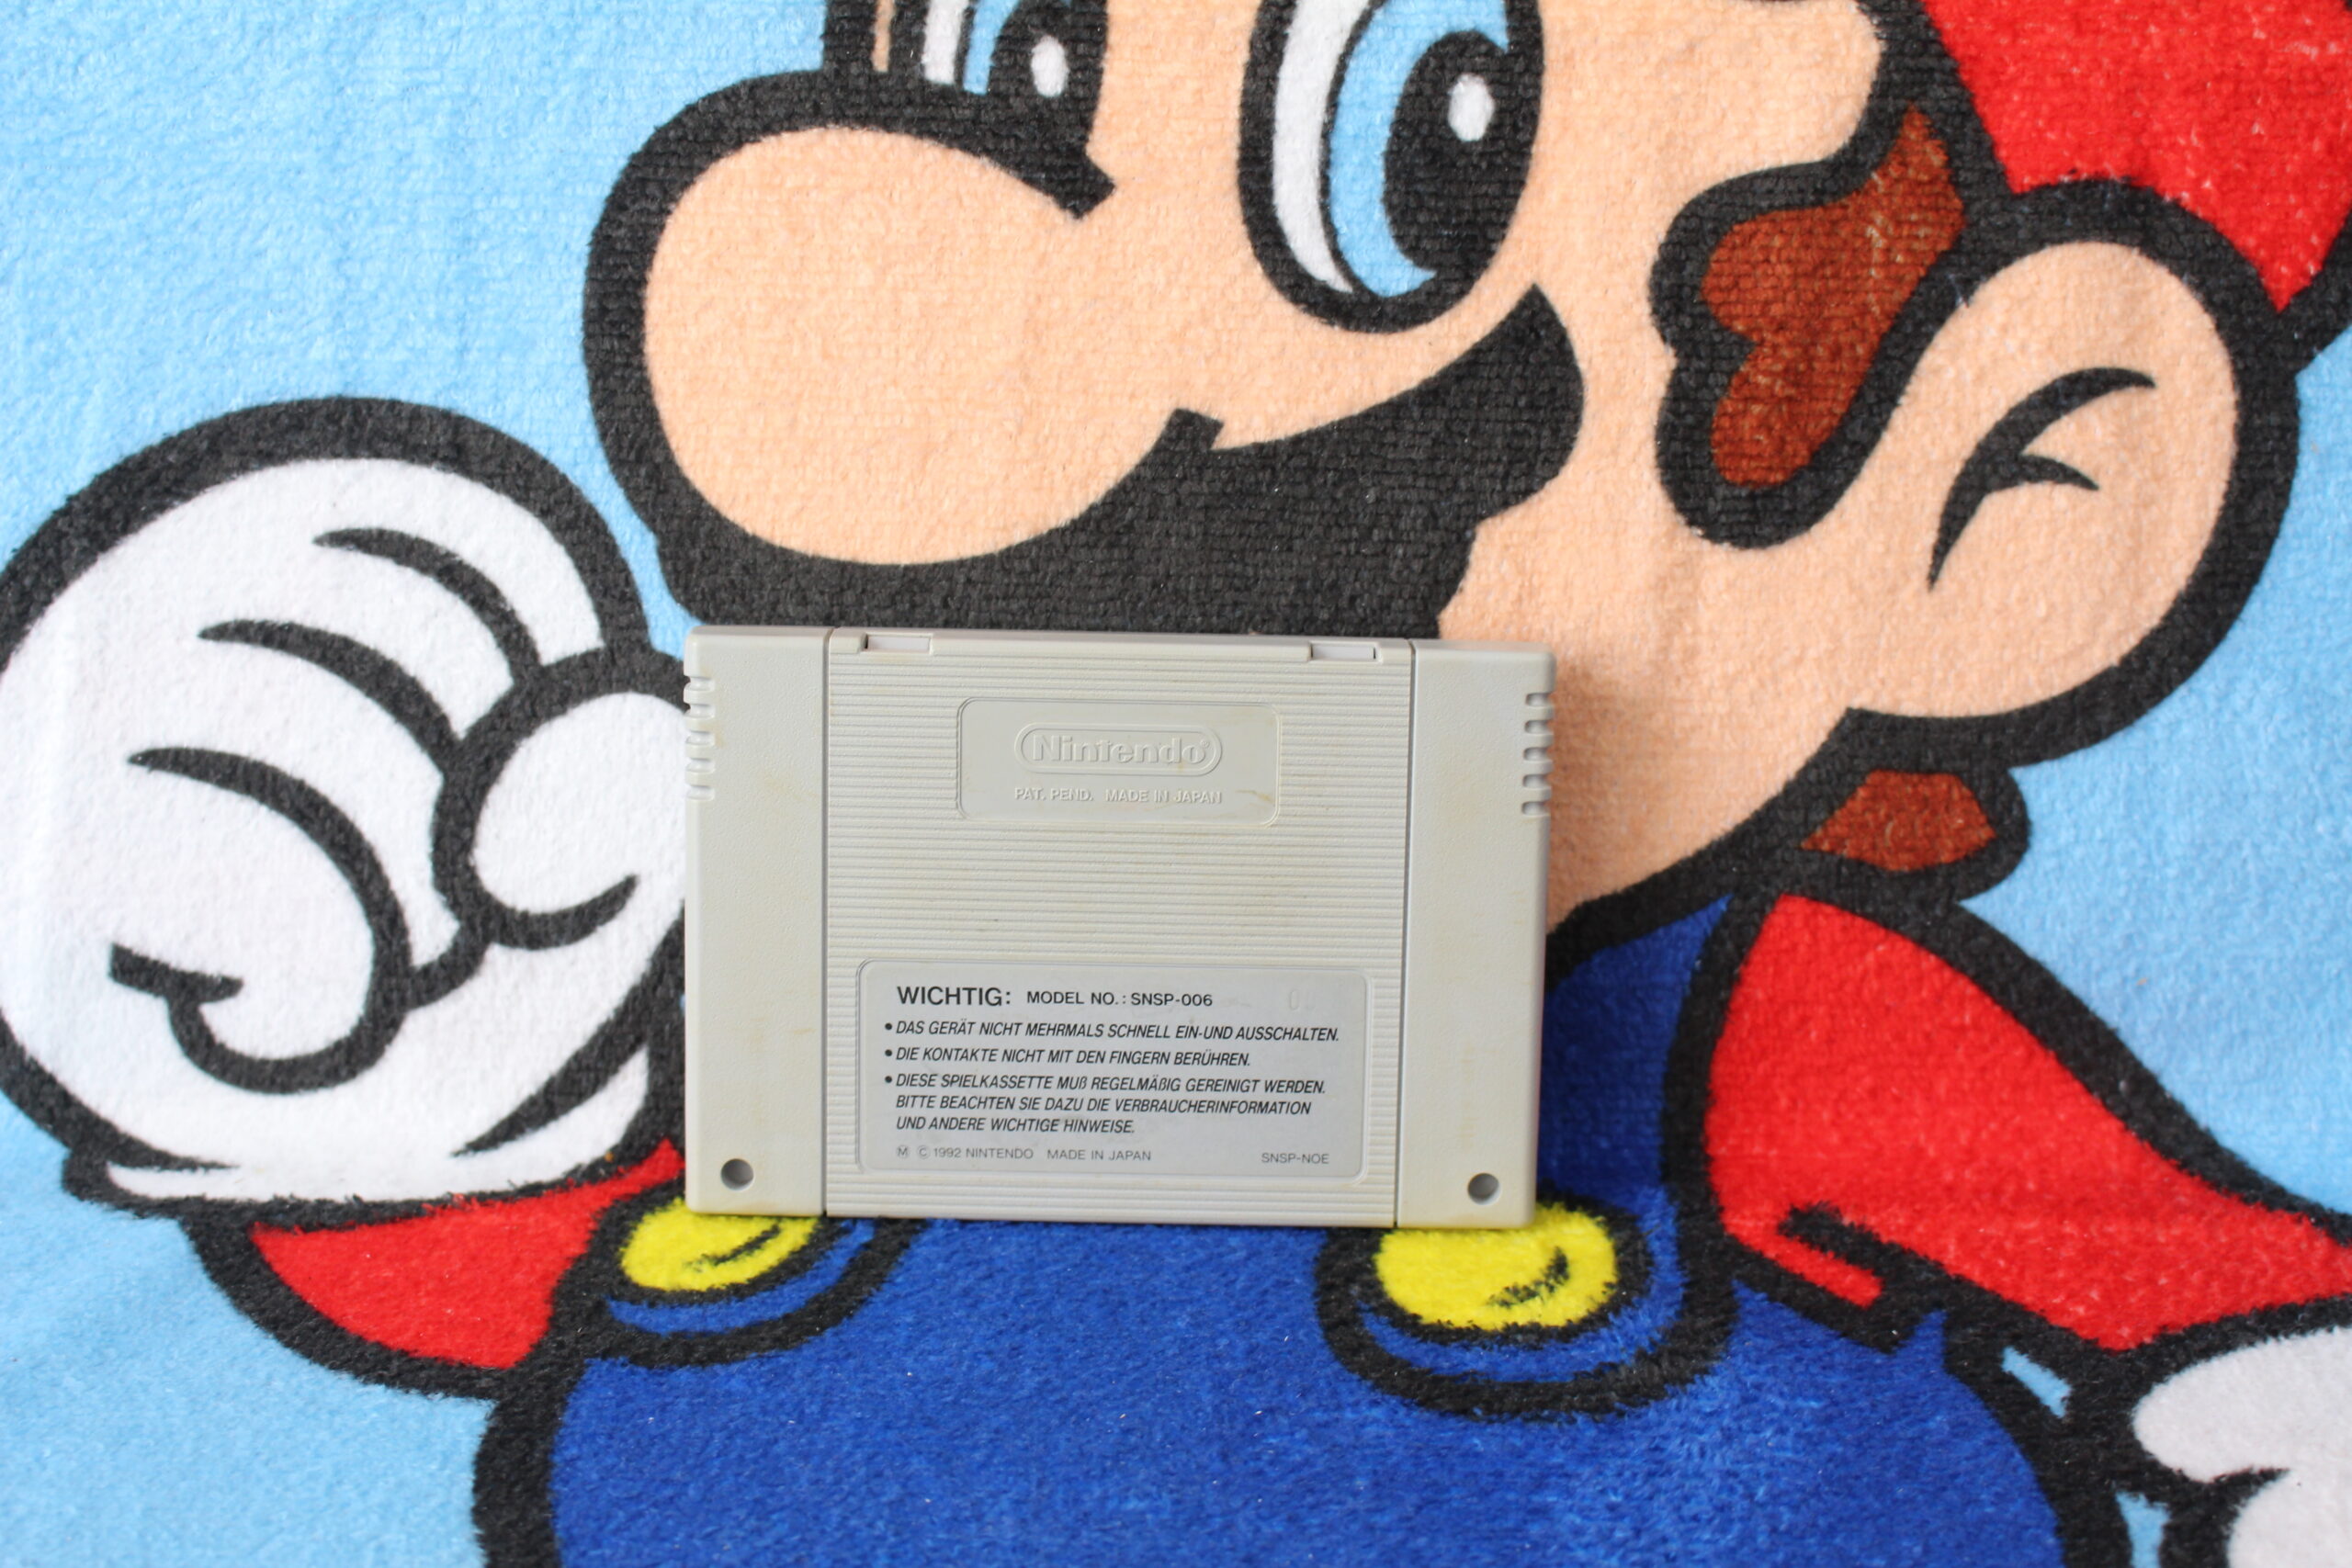 Nintendo®
PAT. PEND. MADE IN JAPAN
WICHTIG: MODEL NO.: SNSP-006
• DAS GERÄT NICHT MEHRMALS SCHNELL EIN-UND AUSSCHALTEN.
• DIE KONTAKTE NICHT MIT DEN FINGERN BERÜHREN.
• DIESE SPIELKASSETTE MUß REGELMÄßIG GEREINIGT WERDEN.
BITTE BEACHTEN SIE DAZU DIE VERBRAUCHERINFORMATION
UND ANDERE WICHTIGE HINWEISE.
Ⓜ © 1992 NINTENDO MADE IN JAPAN SNSP-NOE